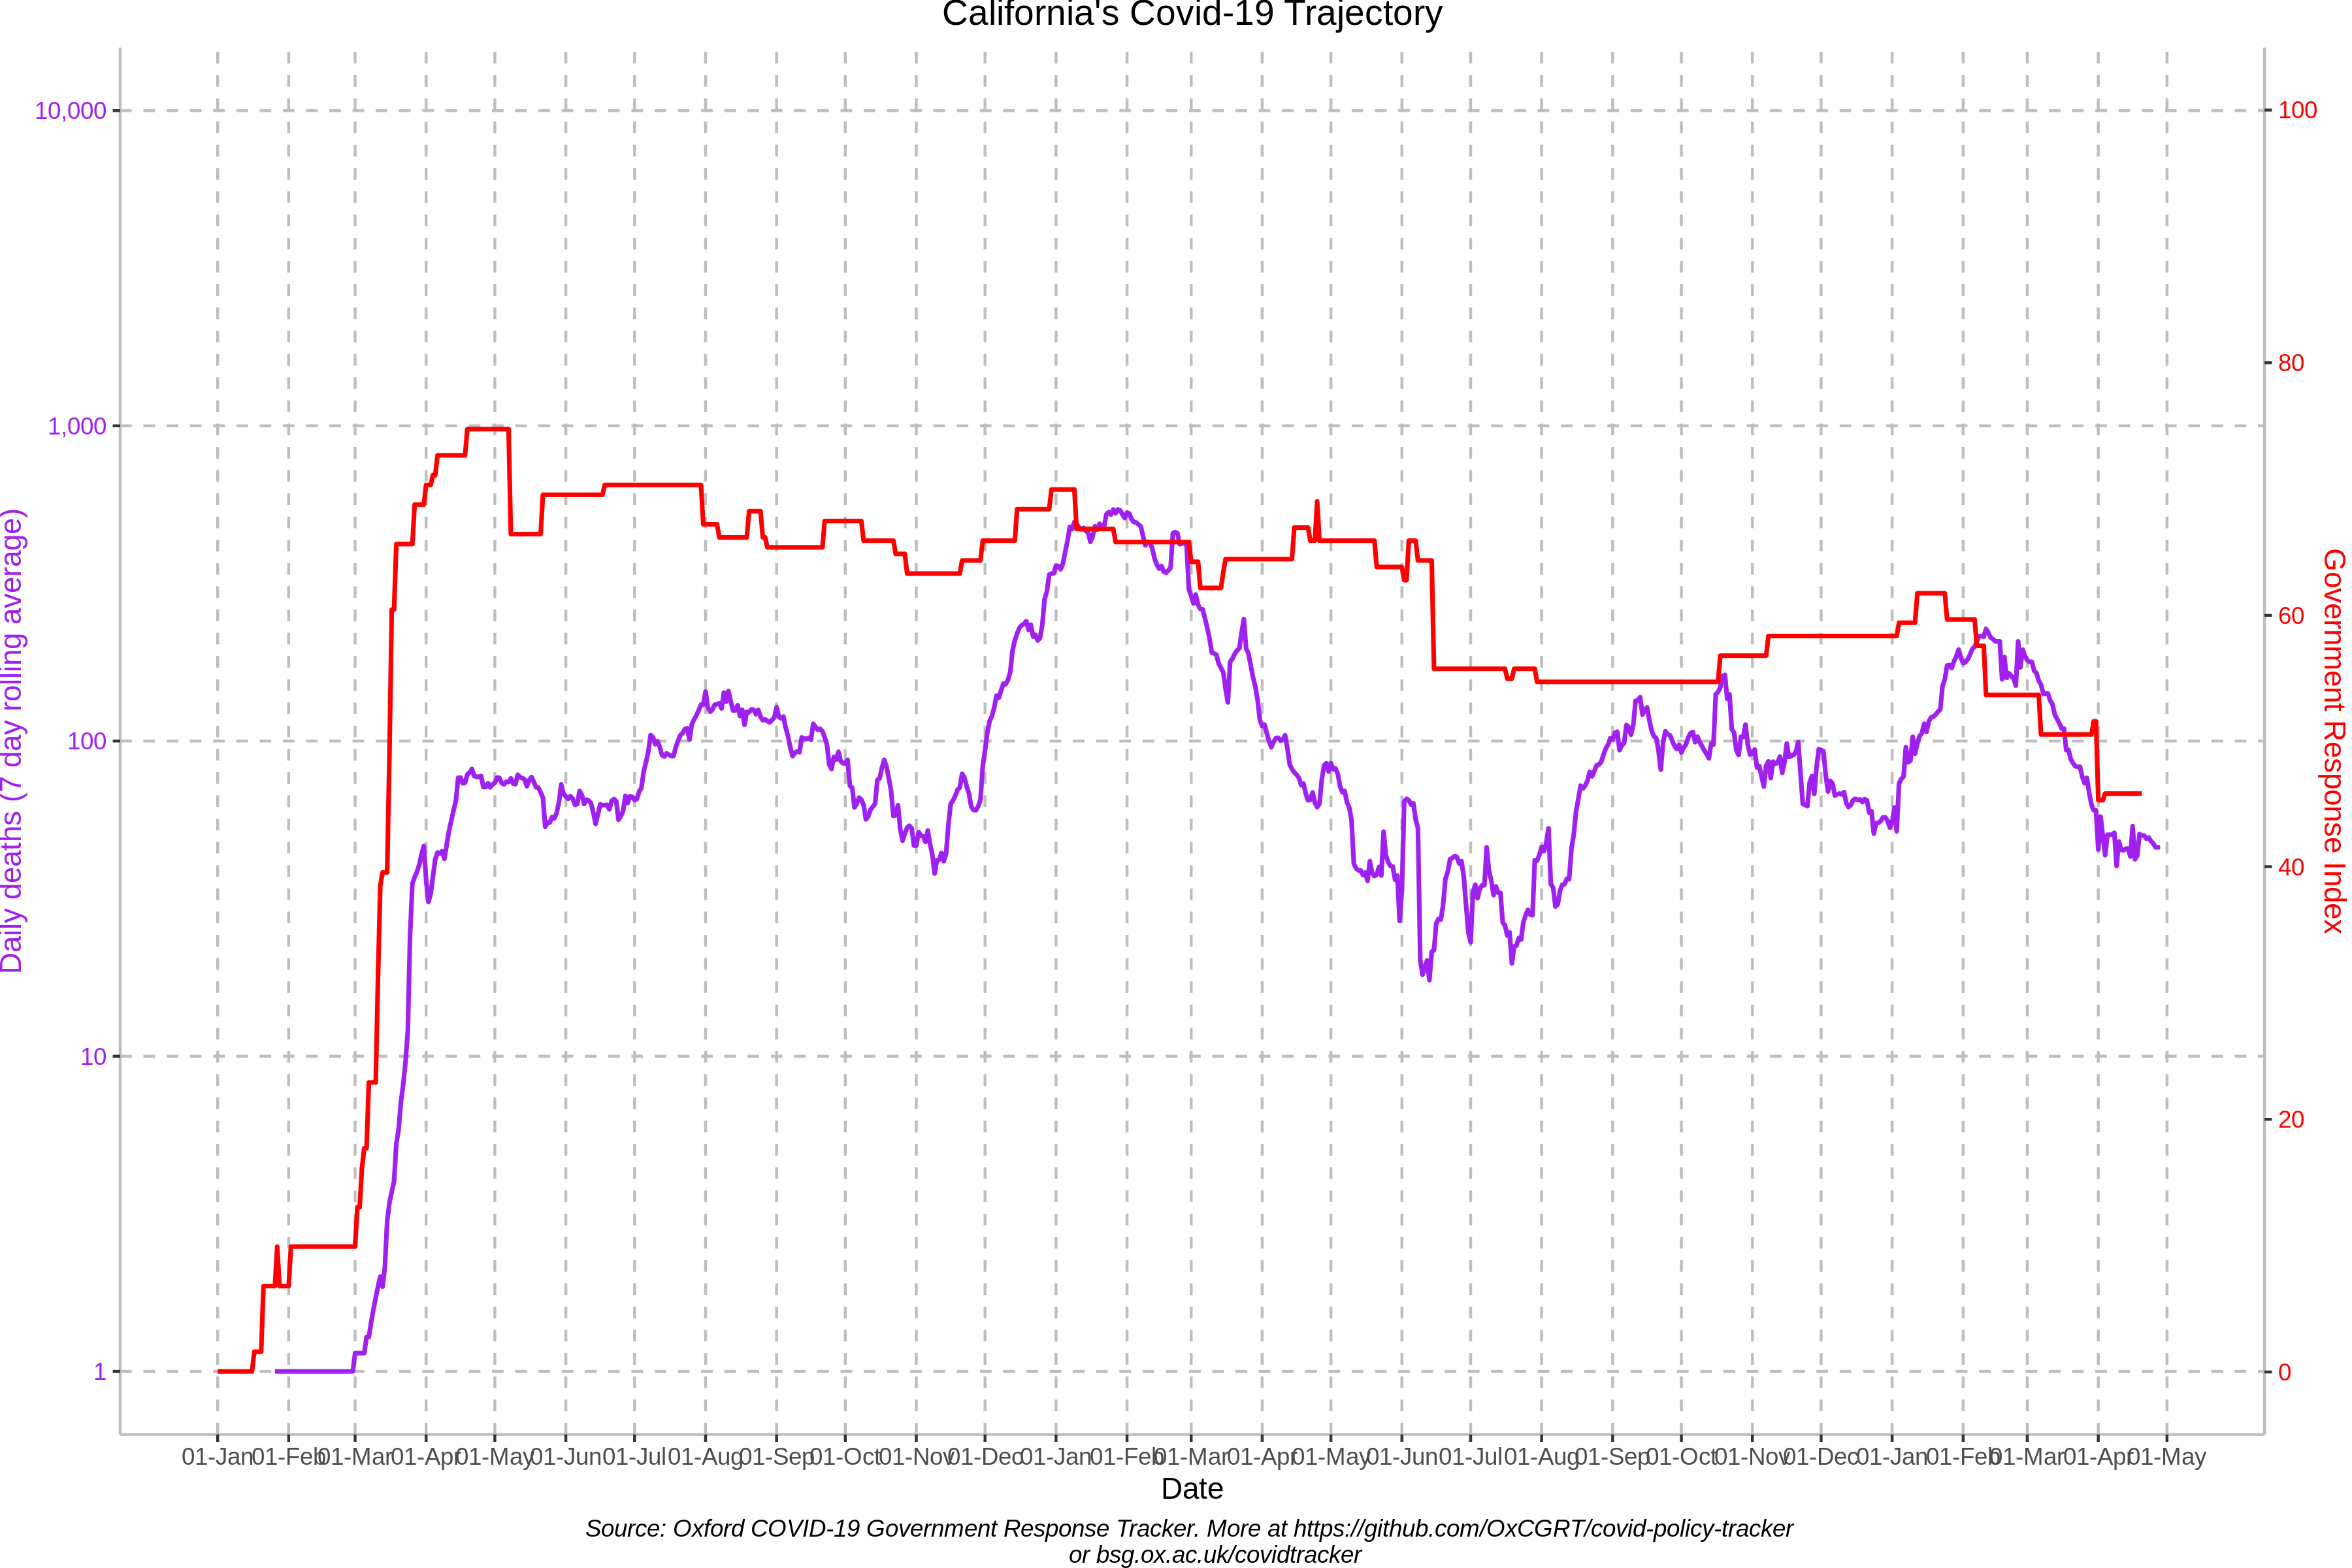 California's Covid-19 Trajectory
10,000
1,000
100
10
1
Daily deaths (7 day rolling average)
100
80
60
40
20
0
Government Response Index
01-Jan 01-Feb 01-Mar 01-Apr 01-May 01-Jun 01-Jul 01-Aug 01-Sep 01-Oct 01-Nov 01-Dec 01-Jan 01-Feb 01-Mar 01-Apr 01-May 01-Jun 01-Jul 01-Aug 01-Sep 01-Oct 01-Nov 01-Dec 01-Jan 01-Feb 01-Mar 01-Apr 01-May
Date
Source: Oxford COVID-19 Government Response Tracker. More at https://github.com/OxCGRT/covid-policy-tracker
or bsg.ox.ac.uk/covidtracker